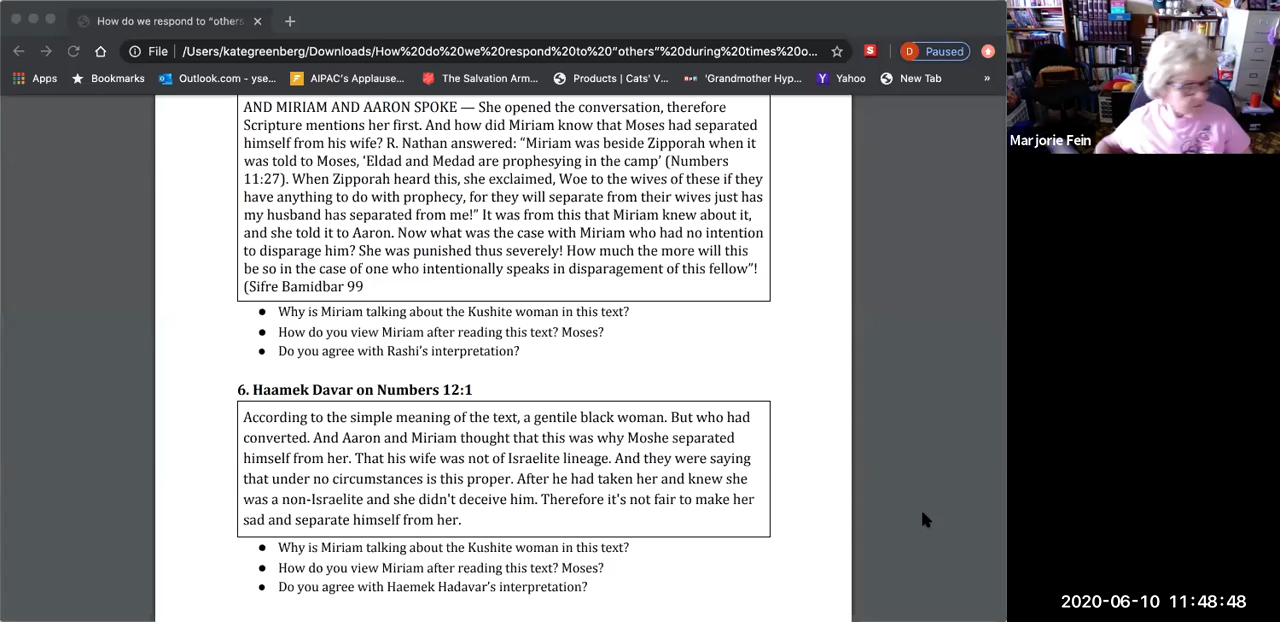 How do we respond to "others
File
/Users/kategreenberg/Downloads/How%20do%20we%20respond%20to%20"others"%20during%20times%20o...
S
D Paused
Apps
Bookmarks
Outlook.com - yse...
AIPAC's Applause...
The Salvation Arm...
Products | Cats' V...
'Grandmother Hyp...
Yahoo
New Tab
»
AND MIRIAM AND AARON SPOKE — She opened the conversation, therefore
Scripture mentions her first. And how did Miriam know that Moses had separated
himself from his wife? R. Nathan answered: "Miriam was beside Zipporah when it
was told to Moses, 'Eldad and Medad are prophesying in the camp' (Numbers
11:27). When Zipporah heard this, she exclaimed, Woe to the wives of these if they
have anything to do with prophecy, for they will separate from their wives just has
my husband has separated from me!" It was from this that Miriam knew about it,
and she told it to Aaron. Now what was the case with Miriam who had no intention
to disparage him? She was punished thus severely! How much the more will this
be so in the case of one who intentionally speaks in disparagement of this fellow"!
(Sifre Bamidbar 99
● Why is Miriam talking about the Kushite woman in this text?
● How do you view Miriam after reading this text? Moses?
● Do you agree with Rashi's interpretation?
6. Haamek Davar on Numbers 12:1
According to the simple meaning of the text, a gentile black woman. But who had
converted. And Aaron and Miriam thought that this was why Moshe separated
himself from her. That his wife was not of Israelite lineage. And they were saying
that under no circumstances is this proper. After he had taken her and knew she
was a non-Israelite and she didn't deceive him. Therefore it's not fair to make her
sad and separate himself from her.
● Why is Miriam talking about the Kushite woman in this text?
● How do you view Miriam after reading this text? Moses?
● Do you agree with Haemek Hadavar's interpretation?
Marjorie Fein
2020-06-10 11:48:48